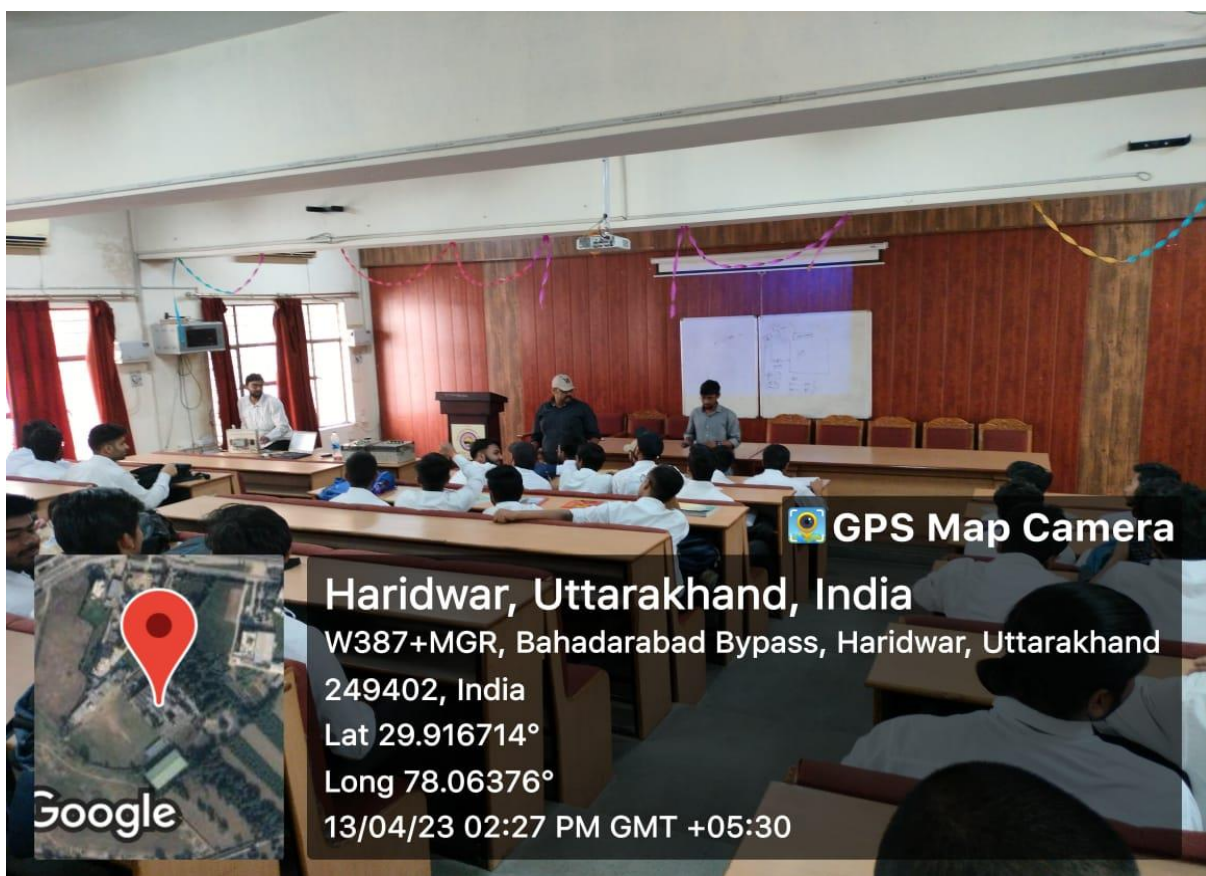 GPS Map Camera
Haridwar, Uttarakhand, India
W387+MGR, Bahadarabad Bypass, Haridwar, Uttarakhand
249402, India
Lat 29.916714°
Long 78.06376°
13/04/23 02:27 PM GMT +05:30
Google